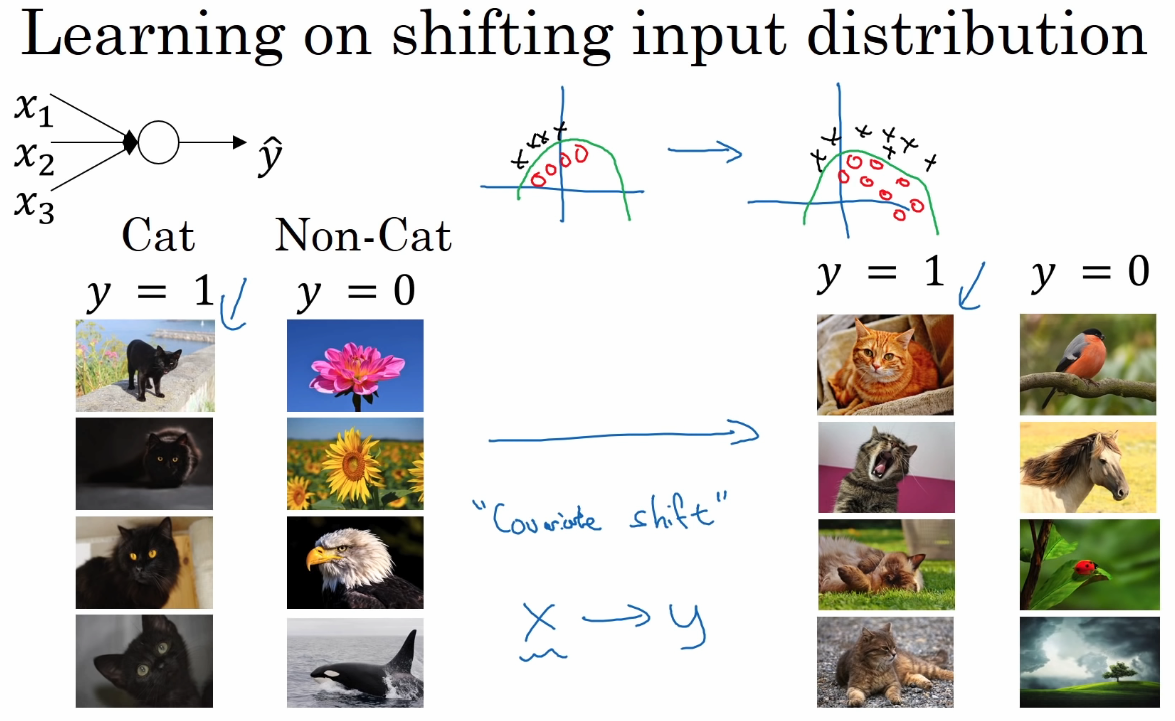 Learning on shifting input distribution
x₁
x₂
x₃
ŷ
Cat Non-Cat
y = 1 y = 0
y = 1 y = 0
"Covariate shift"
x → y